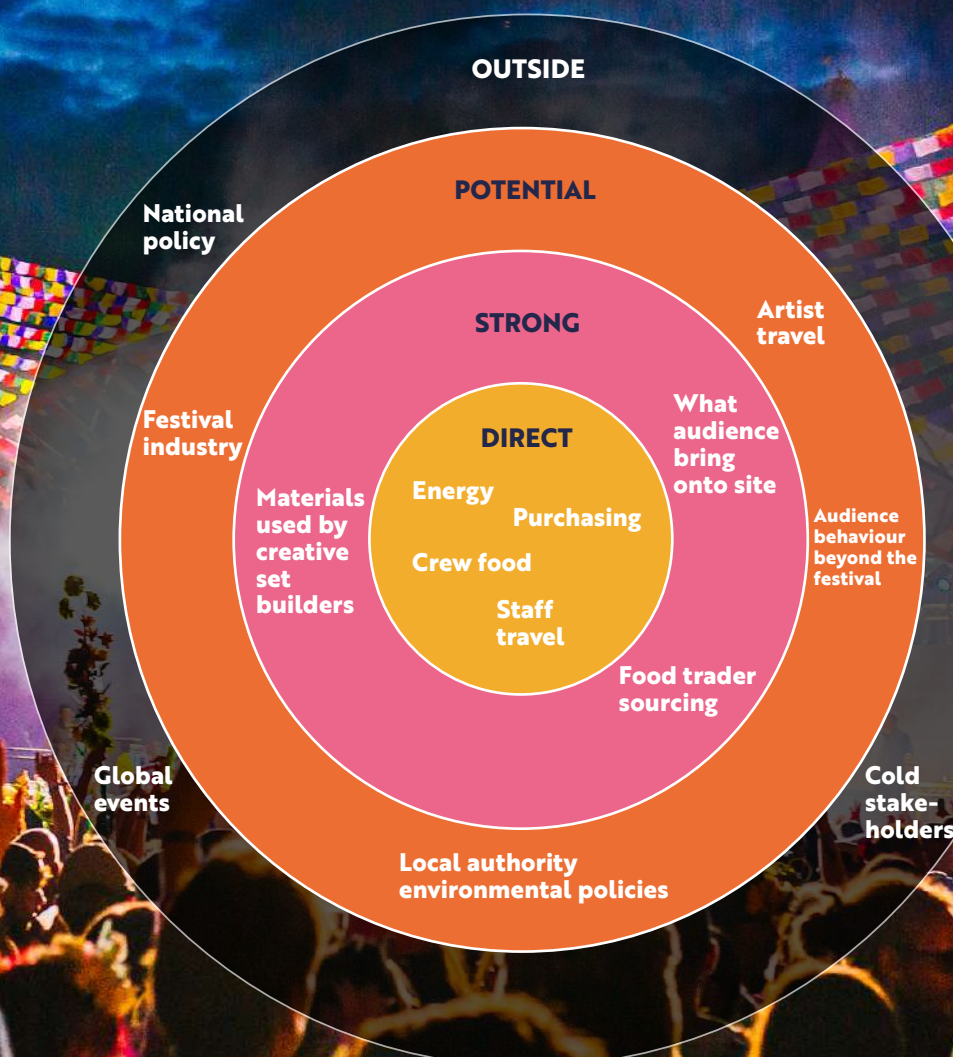 OUTSIDE
POTENTIAL
National
policy
STRONG
Artist
travel
What
audience
bring
onto site
Festival
industry
DIRECT
Energy
Purchasing
Crew food
Staff
travel
Materials
used by
creative
set
builders
Audience
behaviour
beyond the
festival
Food trader
sourcing
Global
events
Cold
stake-
holders
Local authority
environmental policies